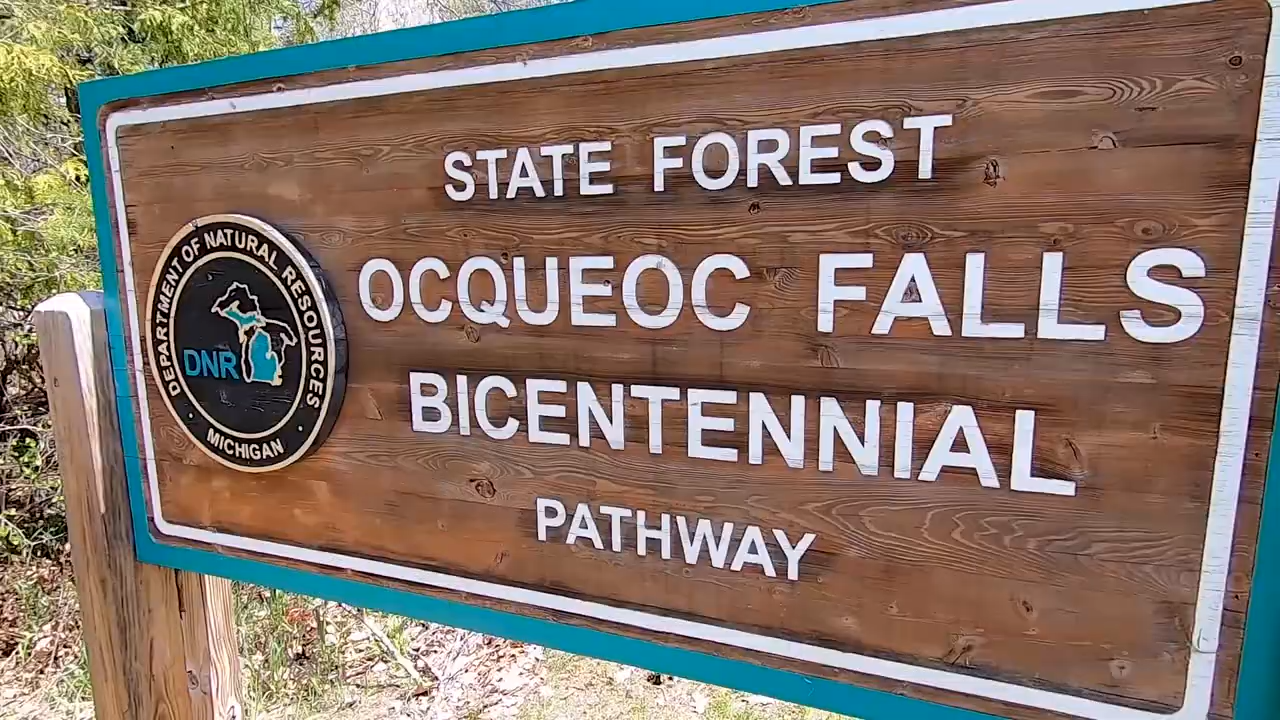 STATE FOREST
OCQUEOC FALLS
BICENTENNIAL
PATHWAY
DEPARTMENT OF NATURAL RESOURCES
DNR
MICHIGAN